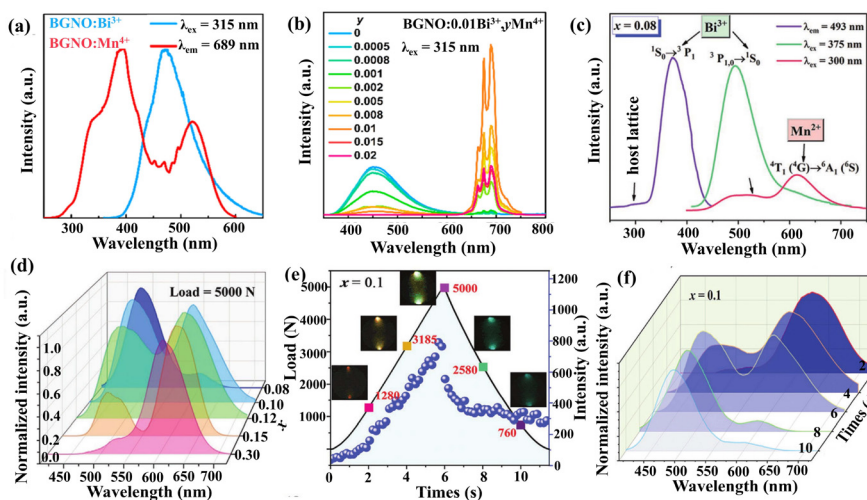 (a)
BGNO:Bi³⁺
BGNO:Mn⁴⁺
λex = 315 nm
λem = 689 nm
Intensity (a.u.)
300 400 500 600
Wavelength (nm)
(b)
y
0
0.0005
0.0008
0.001
0.002
0.005
0.008
0.01
0.015
0.02
BGNO:0.01Bi³⁺,yMn⁴⁺
λex = 315 nm
Intensity (a.u.)
400 500 600 700 800
Wavelength (nm)
(c)
x = 0.08
Bi³⁺
λem = 493 nm
λex = 375 nm
λex = 300 nm
¹S₀→³P₁
³P₁,₀→¹S₀
host lattice
Mn²⁺
⁴T₁ (⁴G)→⁶A₁ (⁶S)
Intensity (a.u.)
300 400 500 600 700
Wavelength (nm)
(d)
Load = 5000 N
Normalized intensity (a.u.)
1.0
0.8
0.6
0.4
0.2
0.0
0.08
0.10
0.12
0.15
0.30
x
450 500 550 600 650 700
Wavelength (nm)
(e)
x = 0.1
Load (N)
5000
4000
3000
2000
1000
1280
3185
5000
2580
760
1200
1000
800
600
400
200
0
Intensity (a.u.)
0 2 4 6 8 10
Times (s)
(f)
x = 0.1
Normalized intensity (a.u.)
2
4
6
8
10
Times (
450 500 550 600 650 700
Wavelength (nm)